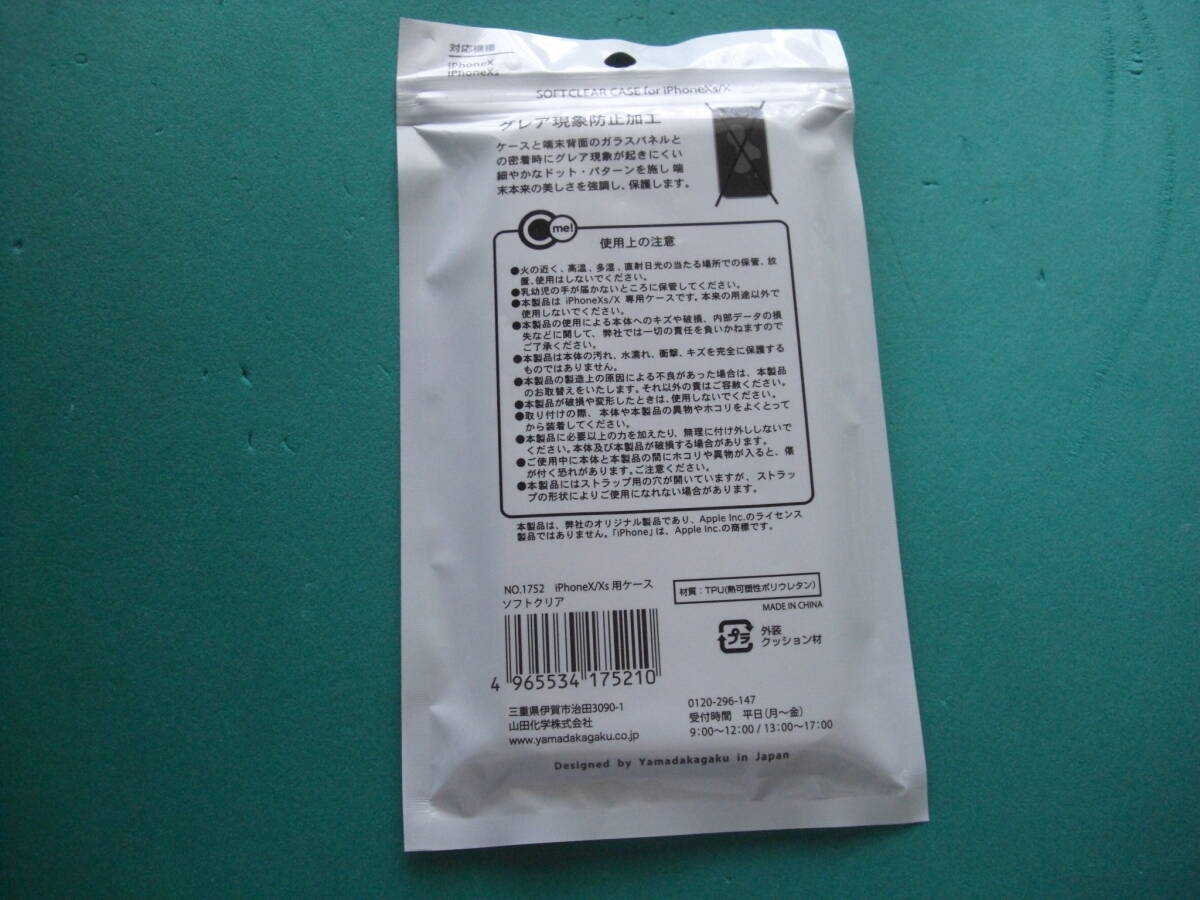 対応機種
iPhoneX
iPhoneXs
SOFT CLEAR CASE for iPhoneXs/X
グレア現象防止加工
ケースと端末背面のガラスパネルと
の密着時にグレア現象が起きにくい
細やかなドット・パターンを施し 端
末本来の美しさを強調し、保護します。
C me!
使用上の注意
●火の近く、高温、多湿、直射日光の当たる場所での保管、放
置、使用はしないでください。
●乳幼児の手が届かないところに保管してください。
●本製品は iPhoneXs/X 専用ケースです。本来の用途以外で
使用しないでください。
●本製品の使用による本体へのキズや破損、内部データの損
失などに関して、弊社では一切の責任を負いかねますので
ご了承ください。
●本製品は本体の汚れ、水濡れ、衝撃、キズを完全に保護する
ものではありません。
●本製品の製造上の原因による不良があった場合は、本製品
のお取替えをいたします。それ以外の責はご容赦ください。
●本製品が破損や変形したときは、使用しないでください。
●取り付けの際、本体や本製品の異物やホコリをよくとって
から装着してください。
●本製品に必要以上の力を加えたり、無理に付け外ししないで
ください。本体及び本製品が破損する場合があります。
●ご使用中に本体と本製品の間にホコリや異物が入ると、傷
が付く恐れがあります。ご注意ください。
●本製品にはストラップ用の穴が開いていますが、ストラッ
プの形状によりご使用になれない場合があります。
本製品は、弊社のオリジナル製品であり、Apple Inc.のライセンス
製品ではありません。「iPhone」は、Apple Inc.の商標です。
NO.1752 iPhoneX/Xs 用ケース
ソフトクリア
材質：TPU(熱可塑性ポリウレタン)
MADE IN CHINA
プラ
外装
クッション材
4 965534 175210
三重県伊賀市治田3090-1
山田化学株式会社
www.yamadakagaku.co.jp
0120-296-147
受付時間 平日(月〜金)
9:00〜12:00 / 13:00〜17:00
Designed by Yamadakagaku in Japan